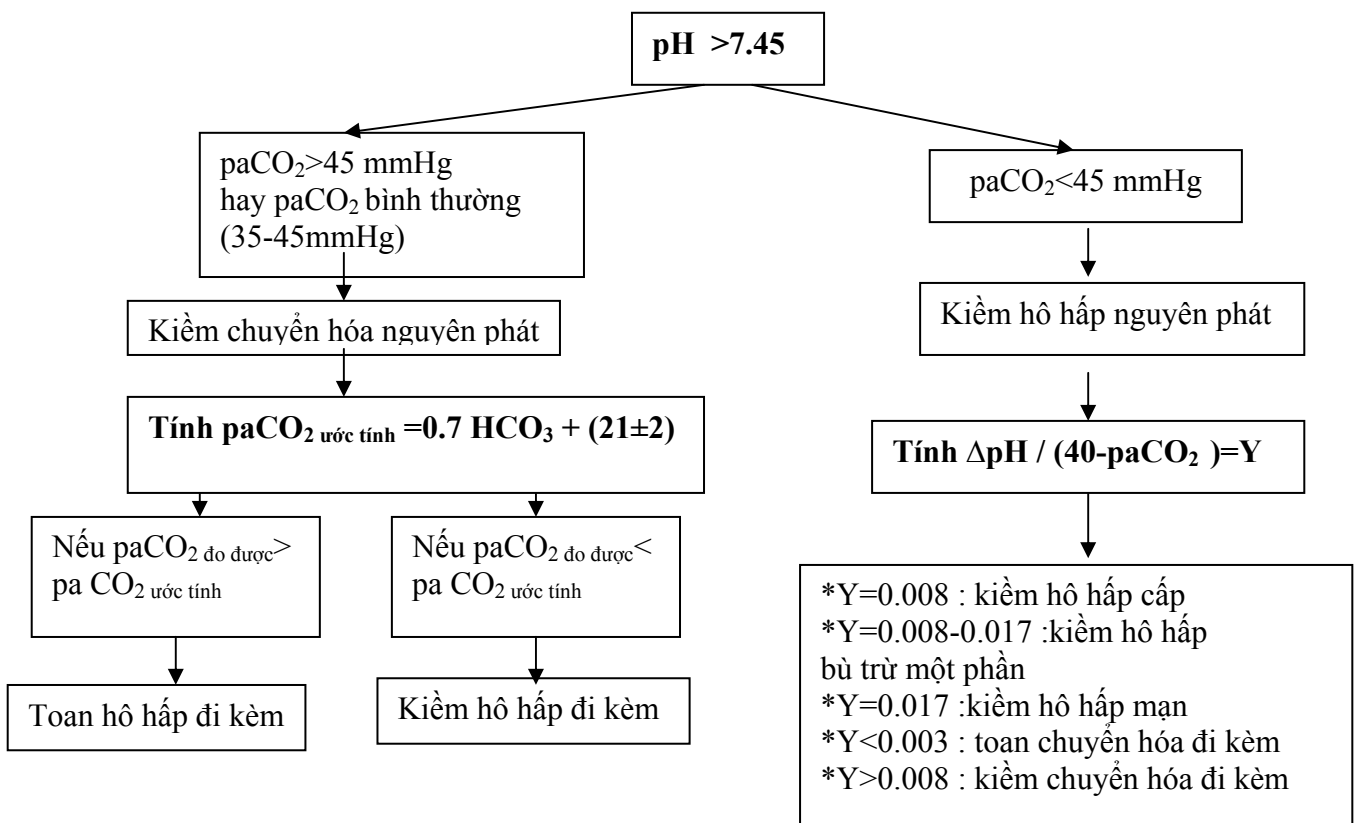 pH >7.45
paCO₂>45 mmHg
hay paCO₂ bình thường
(35-45mmHg)
paCO₂<45 mmHg
Kiềm chuyển hóa nguyên phát
Kiềm hô hấp nguyên phát
Tính paCO₂ ước tính =0.7 HCO₃ + (21±2)
Tính ΔpH / (40-paCO₂ )=Y
Nếu paCO₂ đo được>
pa CO₂ ước tính
Nếu paCO₂ đo được<
pa CO₂ ước tính
Toan hô hấp đi kèm
Kiềm hô hấp đi kèm
*Y=0.008 : kiềm hô hấp cấp
*Y=0.008-0.017 :kiềm hô hấp
bù trừ một phần
*Y=0.017 :kiềm hô hấp mạn
*Y<0.003 : toan chuyển hóa đi kèm
*Y>0.008 : kiềm chuyển hóa đi kèm